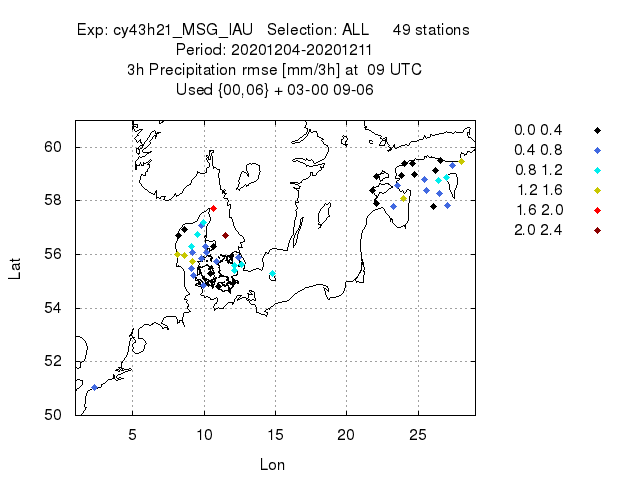 Exp: cy43h21_MSG_IAU   Selection: ALL     49 stations
Period: 20201204-20201211
3h Precipitation rmse [mm/3h] at  09 UTC
Used {00,06} + 03-00 09-06
0.0 0.4
0.4 0.8
0.8 1.2
1.2 1.6
1.6 2.0
2.0 2.4
60
58
56
54
52
50
Lat
5 10 15 20 25
Lon